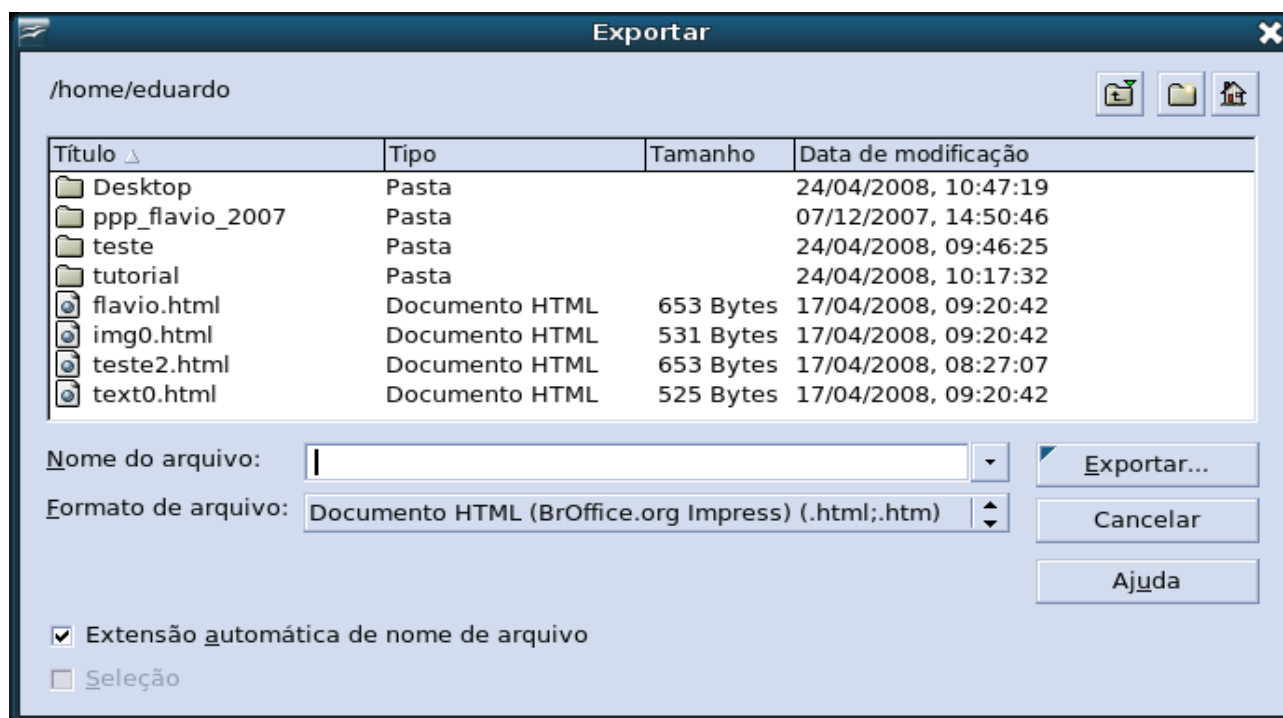 Exportar
/home/eduardo
Título Tipo Tamanho Data de modificação
Desktop Pasta 24/04/2008, 10:47:19
ppp_flavio_2007 Pasta 07/12/2007, 14:50:46
teste Pasta 24/04/2008, 09:46:25
tutorial Pasta 24/04/2008, 10:17:32
flavio.html Documento HTML 653 Bytes 17/04/2008, 09:20:42
img0.html Documento HTML 531 Bytes 17/04/2008, 09:20:42
teste2.html Documento HTML 653 Bytes 17/04/2008, 08:27:07
text0.html Documento HTML 525 Bytes 17/04/2008, 09:20:42
Nome do arquivo: Exportar...
Formato de arquivo: Documento HTML (BrOffice.org Impress) (.html;.htm) Cancelar
Ajuda
Extensão automática de nome de arquivo
Seleção